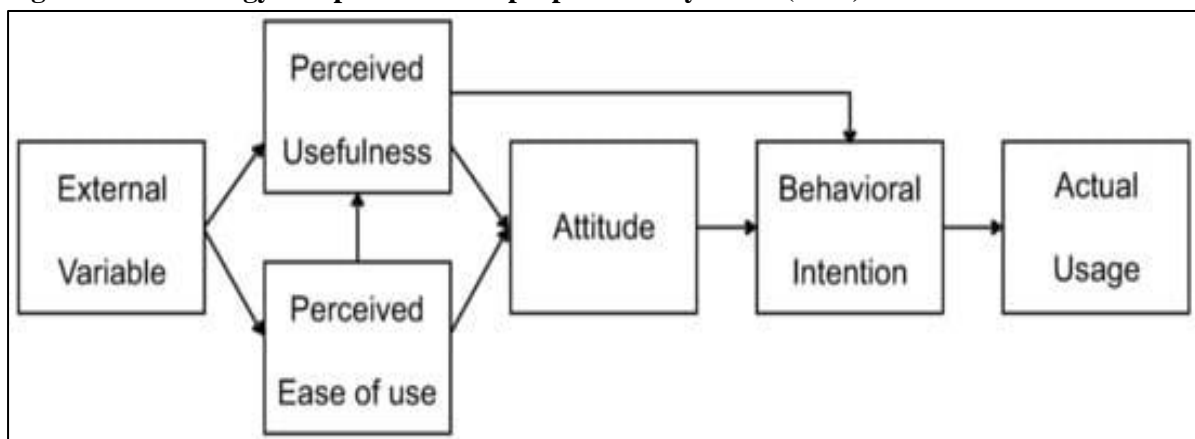 Perceived
Usefulness
External
Variable
Perceived
Ease of use
Attitude
Behavioral
Intention
Actual
Usage